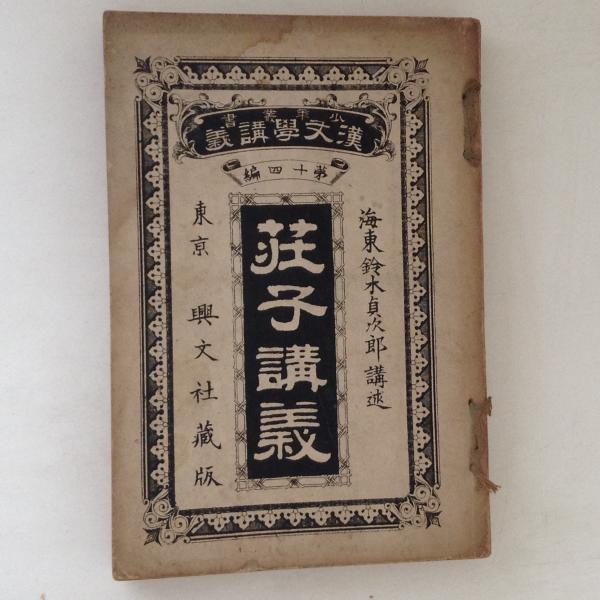 少年叢書
漢文學講義
第十四編
海東鈴木貞次郎講述
莊子講義
東京 興文社藏版